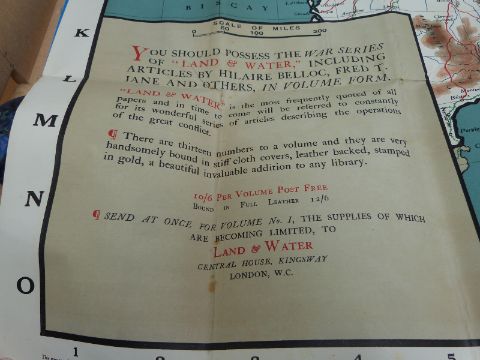 BISCAY
SCALE OF MILES
0 50 100 200
YOU SHOULD POSSESS THE WAR SERIES
OF "LAND & WATER," INCLUDING
ARTICLES BY HILAIRE BELLOC, FRED T.
JANE AND OTHERS, IN VOLUME FORM.
"LAND & WATER" is the most frequently quoted of all
papers and in time to come will be referred to constantly
for its wonderful series of articles describing the operations
of the great conflict.
¶ There are thirteen numbers to a volume and they are very
handsomely bound in stiff cloth covers, leather backed, stamped
in gold, a beautiful invaluable addition to any library.
10/6 PER VOLUME POST FREE
BOUND IN FULL LEATHER 12/6
¶ SEND AT ONCE FOR VOLUME No. 1, THE SUPPLIES OF WHICH
ARE BECOMING LIMITED, TO
LAND & WATER
CENTRAL HOUSE, KINGSWAY
LONDON, W.C.
K
L
M
N
O
1
2
3
4
5